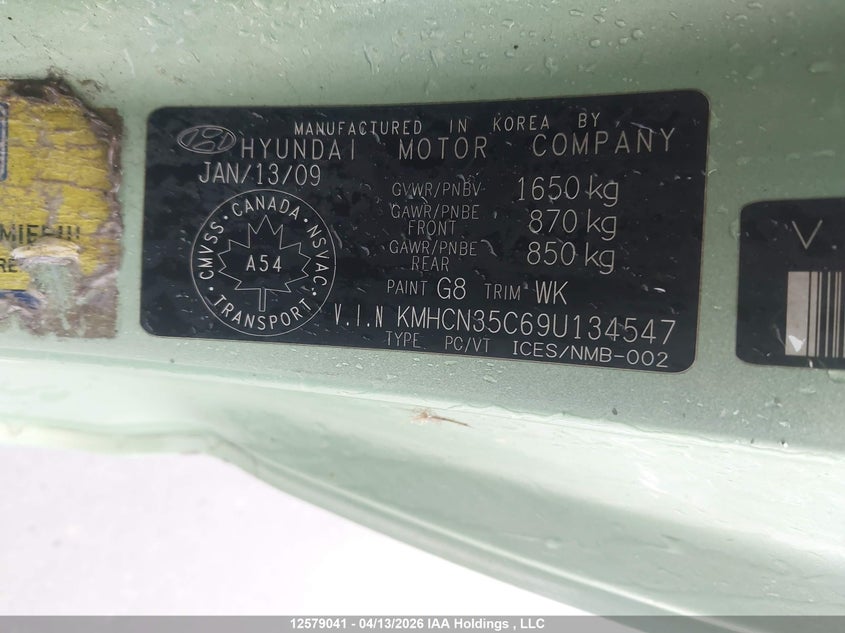 MANUFACTURED IN KOREA BY
HYUNDAI MOTOR COMPANY
JAN/13/09
GVWR/PNBV 1650 kg
GAWR/PNBE FRONT 870 kg
GAWR/PNBE REAR 850 kg
CMVSS · CANADA · NSVAC · TRANSPORT ·
A54
PAINT G8 TRIM WK
V.I.N KMHCN35C69U134547
TYPE PC/VT ICES/NMB-002
V
12579041 - 04/13/2026 IAA Holdings , LLC